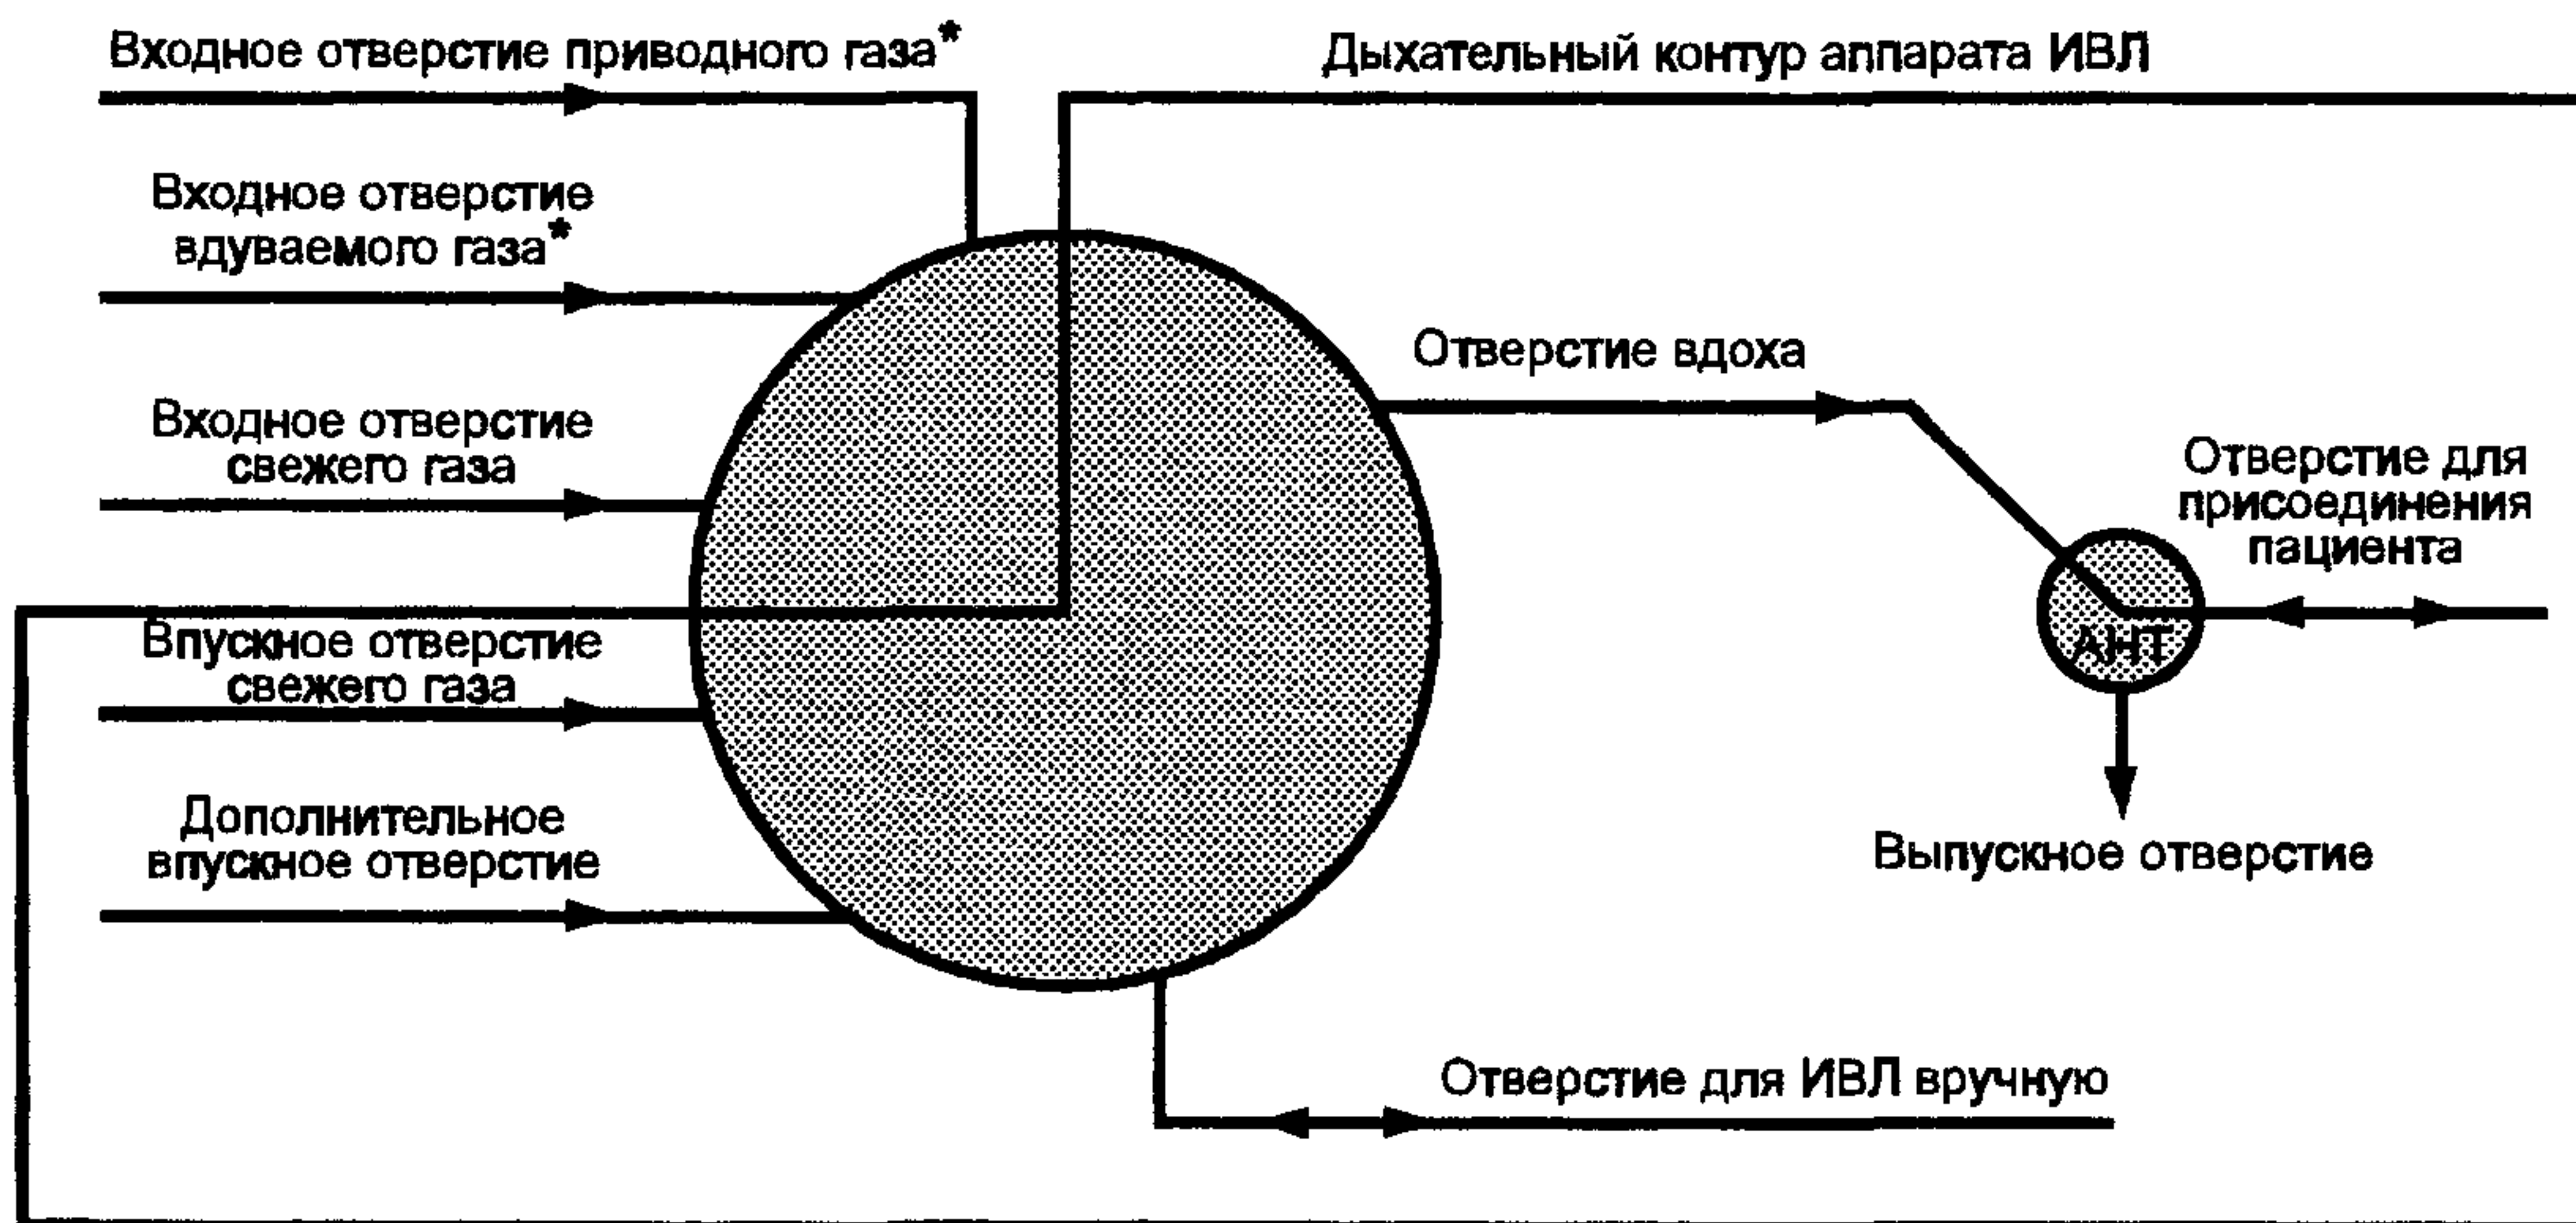 Входное отверстие приводного газа*
Дыхательный контур аппарата ИВЛ
Входное отверстие
вдуваемого газа*
Отверстие вдоха
Входное отверстие
свежего газа
Отверстие для
присоединения
пациента
Впускное отверстие
свежего газа
АНТ
Дополнительное
впускное отверстие
Выпускное отверстие
Отверстие для ИВЛ вручную